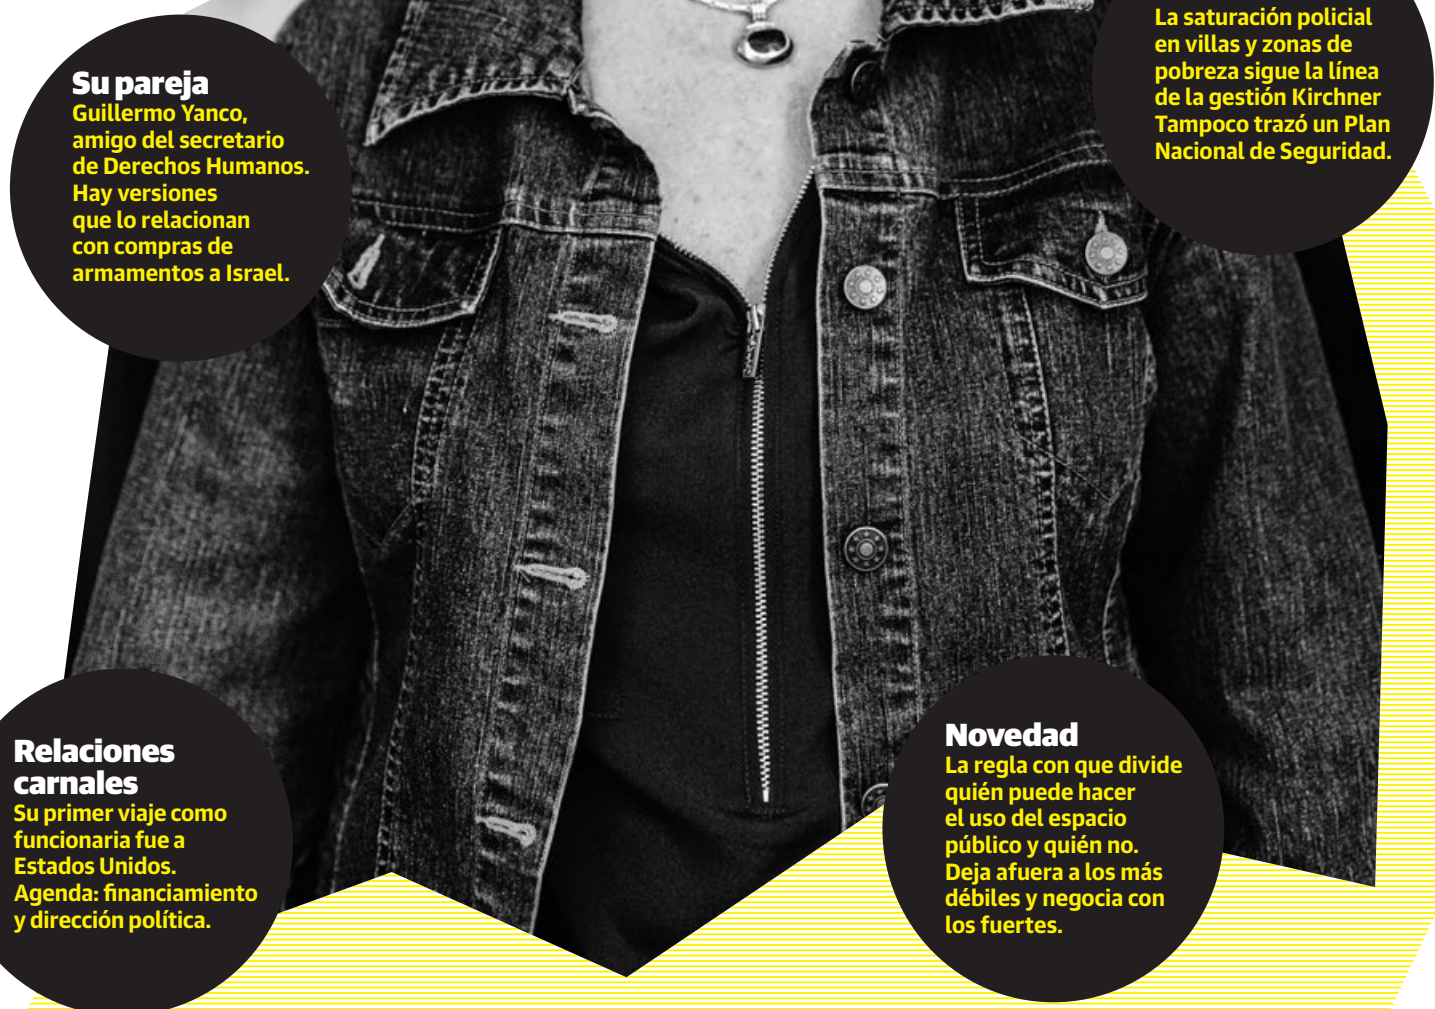 Su pareja
Guillermo Yanco,
amigo del secretario
de Derechos Humanos.
Hay versiones
que lo relacionan
con compras de
armamentos a Israel.
La saturación policial
en villas y zonas de
pobreza sigue la línea
de la gestión Kirchner
Tampoco trazó un Plan
Nacional de Seguridad.
Relaciones
carnales
Su primer viaje como
funcionaria fue a
Estados Unidos.
Agenda: financiamiento
y dirección política.
Novedad
La regla con que divide
quién puede hacer
el uso del espacio
público y quién no.
Deja afuera a los más
débiles y negocia con
los fuertes.